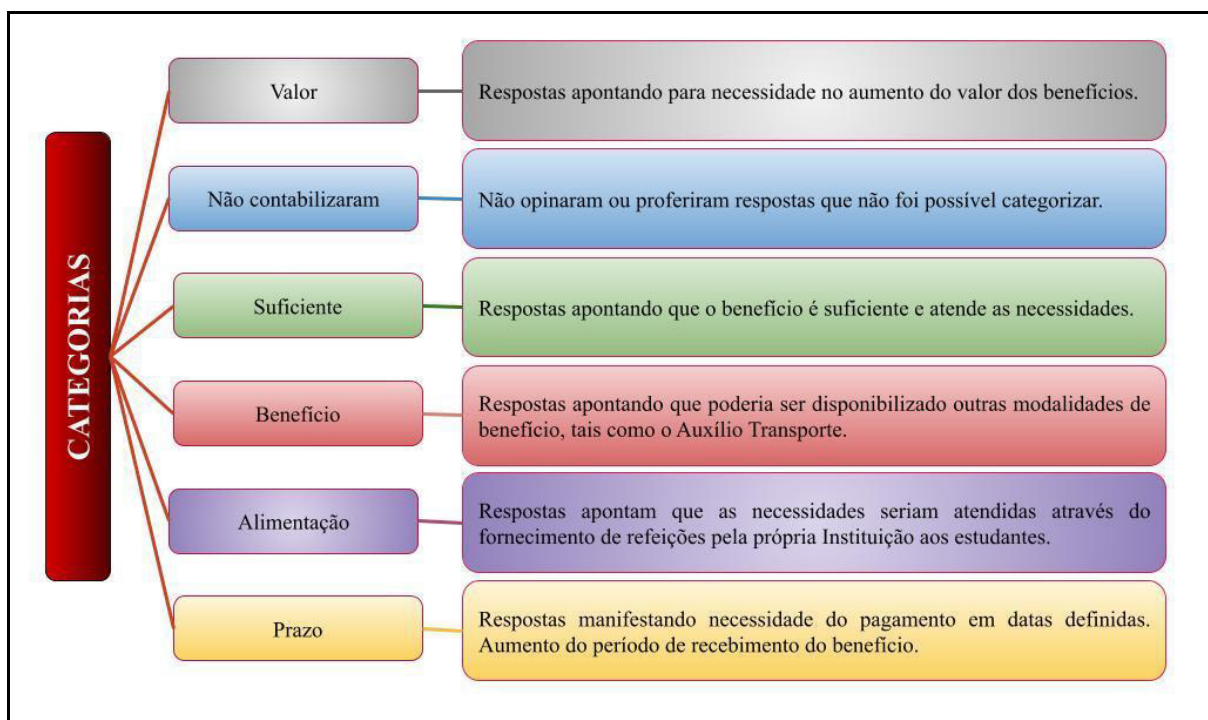 CATEGORIAS
Valor
Respostas apontando para necessidade no aumento do valor dos benefícios.
Não contabilizaram
Não opinaram ou proferiram respostas que não foi possível categorizar.
Suficiente
Respostas apontando que o benefício é suficiente e atende as necessidades.
Benefício
Respostas apontando que poderia ser disponibilizado outras modalidades de
benefício, tais como o Auxílio Transporte.
Alimentação
Respostas apontam que as necessidades seriam atendidas através do
fornecimento de refeições pela própria Instituição aos estudantes.
Prazo
Respostas manifestando necessidade do pagamento em datas definidas.
Aumento do período de recebimento do benefício.